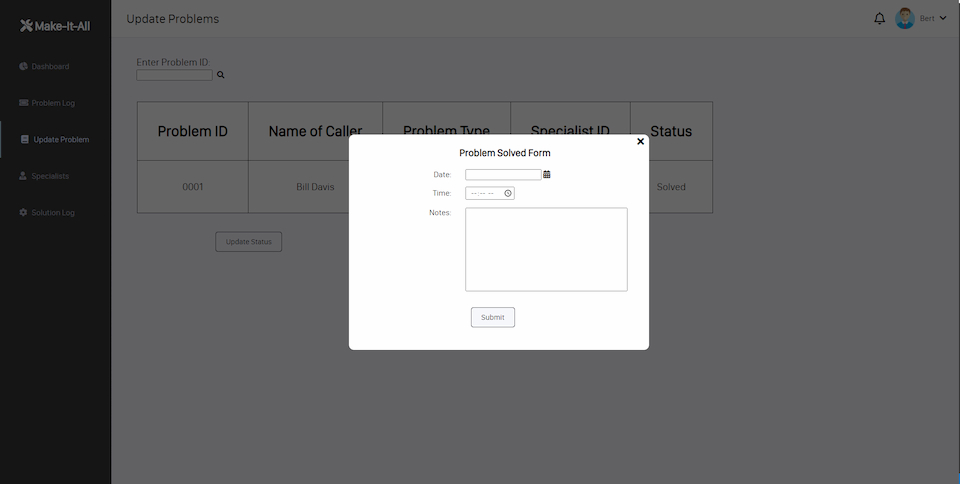 Make-It-All
Update Problems
Bert
Dashboard
Problem Log
Update Problem
Specialists
Solution Log
Enter Problem ID:
Problem ID Name of Caller Problem Type Specialist ID Status
0001 Bill Davis Solved
Update Status
Problem Solved Form
Date:
Time: --:-- --
Notes:
Submit